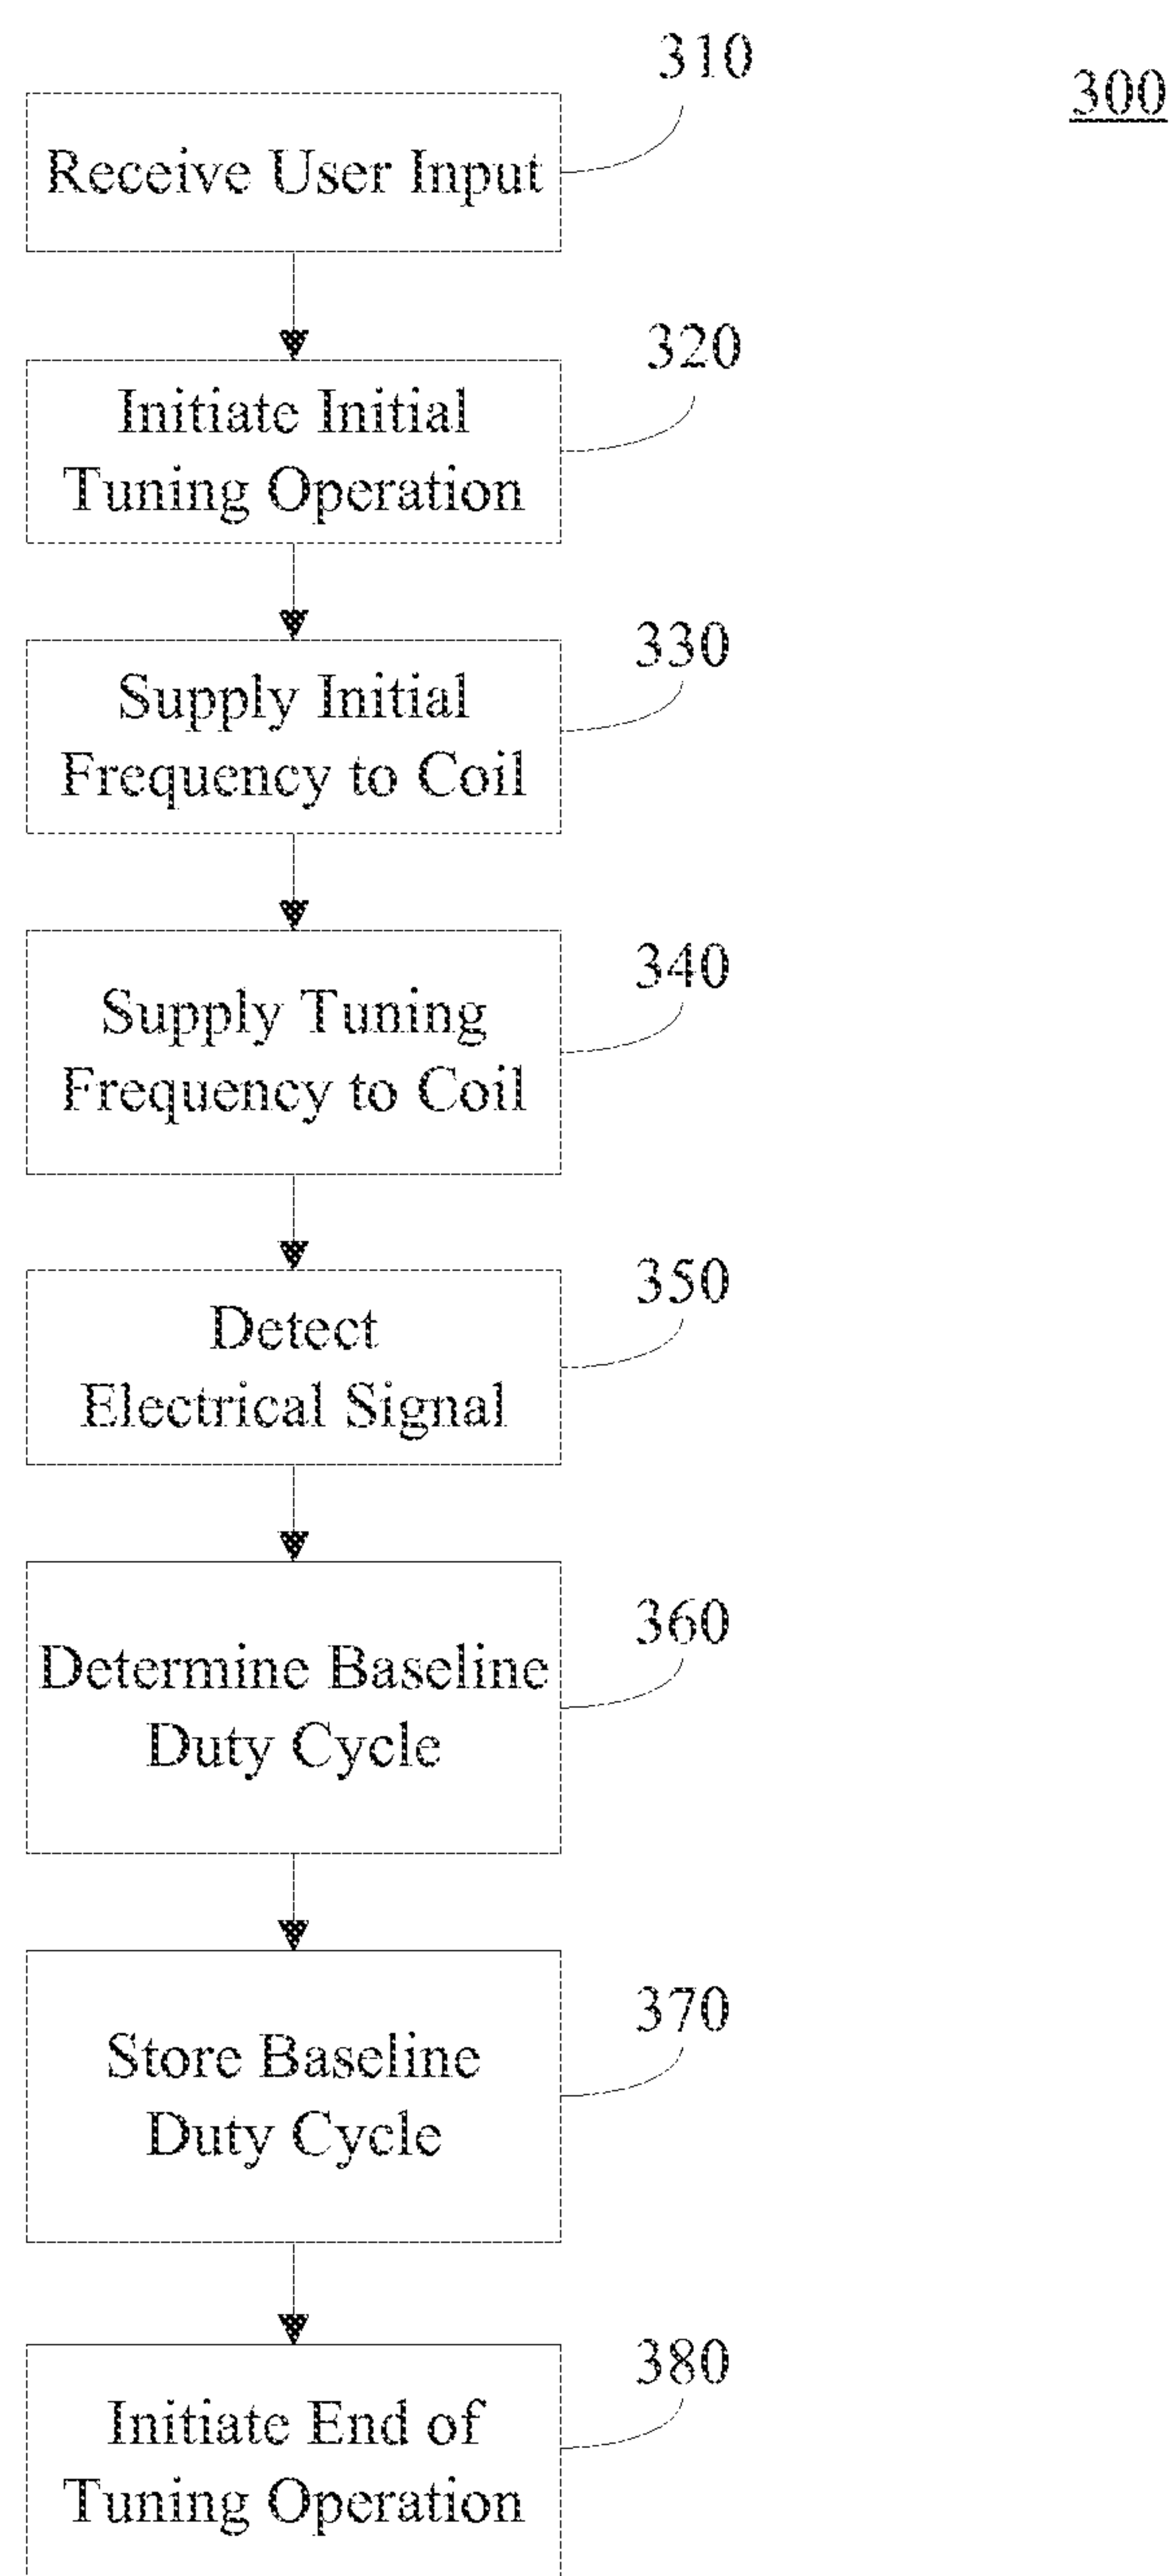 310
300
Receive User Input
320
Initiate Initial
Tuning Operation
330
Supply Initial
Frequency to Coil
340
Supply Tuning
Frequency to Coil
350
Detect
Electrical Signal
360
Determine Baseline
Duty Cycle
370
Store Baseline
Duty Cycle
380
Initiate End of
Tuning Operation